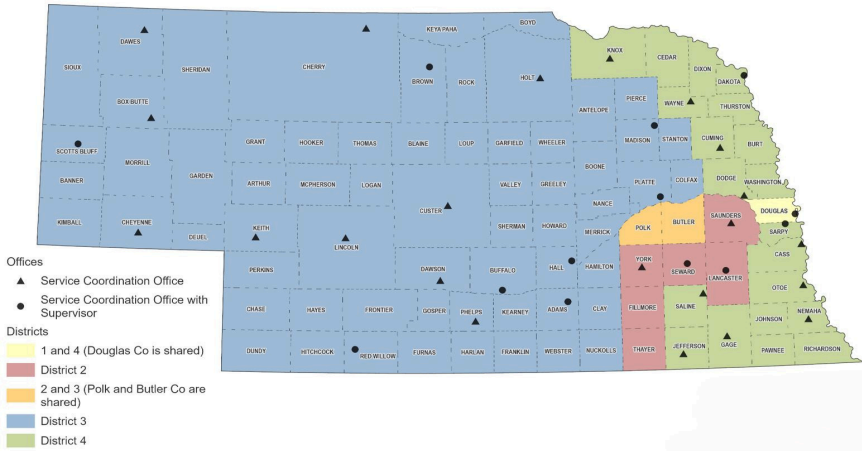 BOYD
KEYA PAHA
KNOX
CEDAR
DAWES
SIOUX
SHERIDAN
CHERRY
BROWN
ROCK
HOLT
DIXON
DAKOTA
BOX BUTTE
ANTELOPE
PIERCE
WAYNE
THURSTON
SCOTTS BLUFF
MORRILL
GRANT
HOOKER
THOMAS
BLAINE
LOUP
GARFIELD
WHEELER
MADISON
STANTON
CUMING
BURT
BANNER
GARDEN
ARTHUR
MCPHERSON
LOGAN
VALLEY
GREELEY
BOONE
PLATTE
COLFAX
DODGE
WASHINGTON
KIMBALL
CHEYENNE
DEUEL
KEITH
LINCOLN
CUSTER
SHERMAN
HOWARD
NANCE
MERRICK
POLK
BUTLER
SAUNDERS
DOUGLAS
SARPY
PERKINS
DAWSON
BUFFALO
HALL
HAMILTON
YORK
SEWARD
LANCASTER
CASS
OTOE
CHASE
HAYES
FRONTIER
GOSPER
PHELPS
KEARNEY
ADAMS
CLAY
FILLMORE
SALINE
JOHNSON
NEMAHA
DUNDY
HITCHCOCK
RED WILLOW
FURNAS
HARLAN
FRANKLIN
WEBSTER
NUCKOLLS
THAYER
JEFFERSON
GAGE
PAWNEE
RICHARDSON
Offices
Service Coordination Office
Service Coordination Office with
Supervisor
Districts
1 and 4 (Douglas Co is shared)
District 2
2 and 3 (Polk and Butler Co are
shared)
District 3
District 4